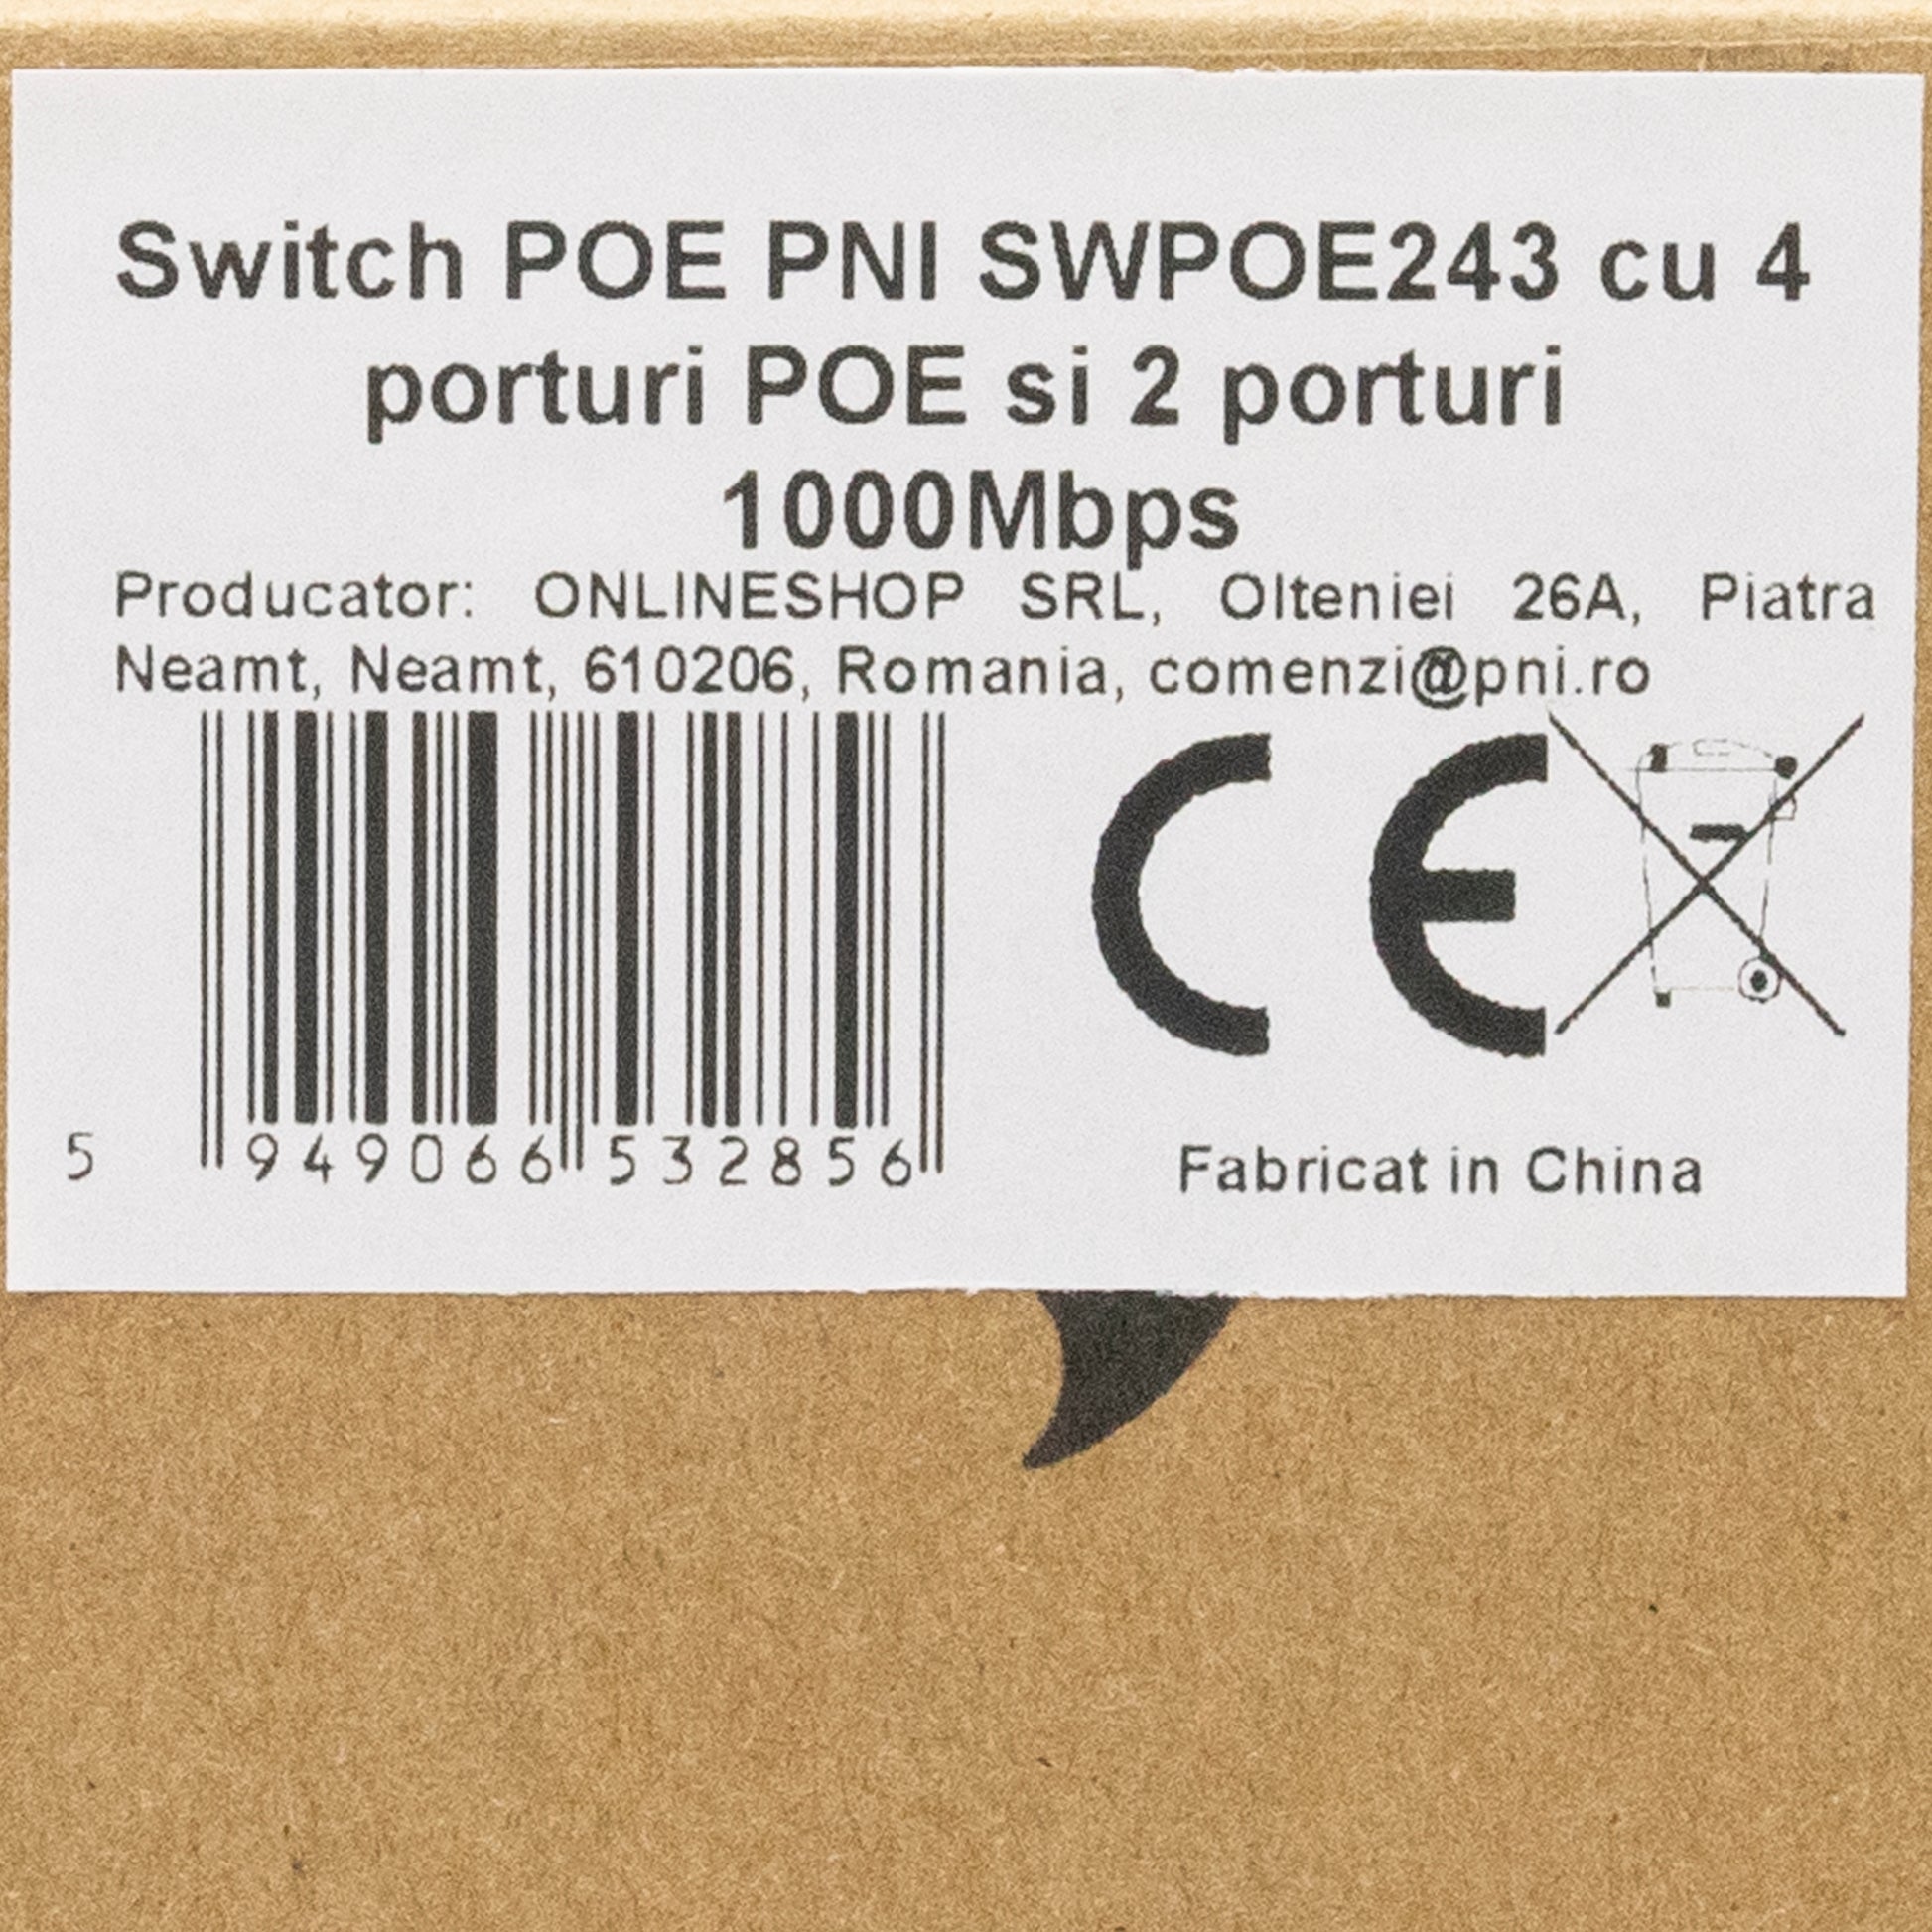 Switch POE PNI SWPOE243 cu 4
porturi POE si 2 porturi
1000Mbps
Producator: ONLINESHOP SRL, Olteniei 26A, Piatra
Neamt, Neamt, 610206, Romania, comenzi@pni.ro
CE
5 949066 532856
Fabricat in China